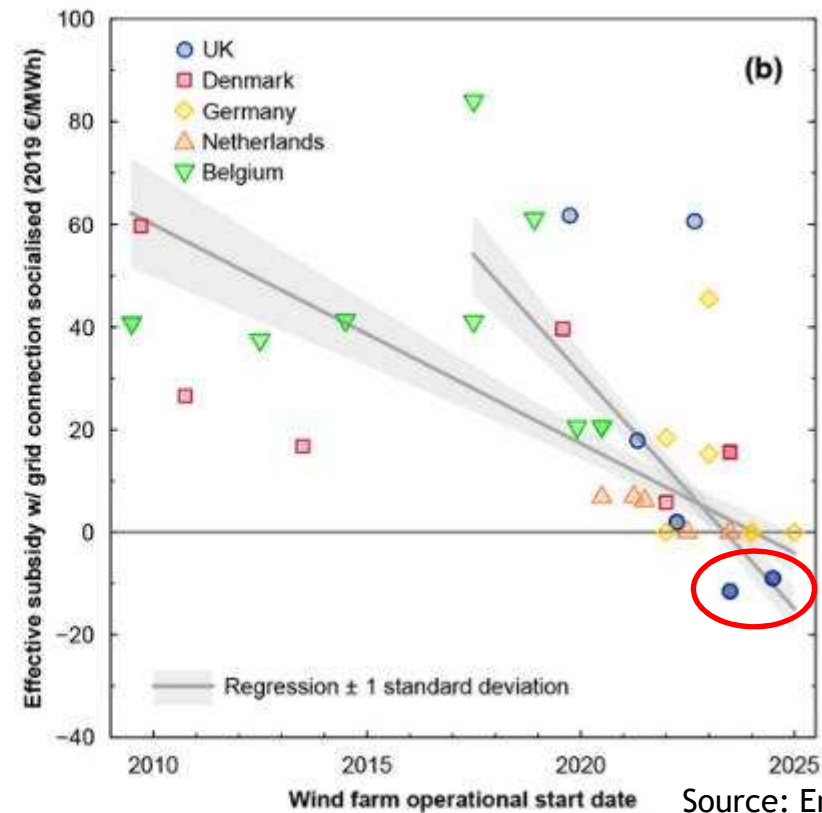 Effective subsidy w/ grid connection socialised (2019 €/MWh)
100
80
60
40
20
0
−20
−40
UK
Denmark
Germany
Netherlands
Belgium
(b)
Regression ± 1 standard deviation
2010
2015
2020
2025
Wind farm operational start date
Source: